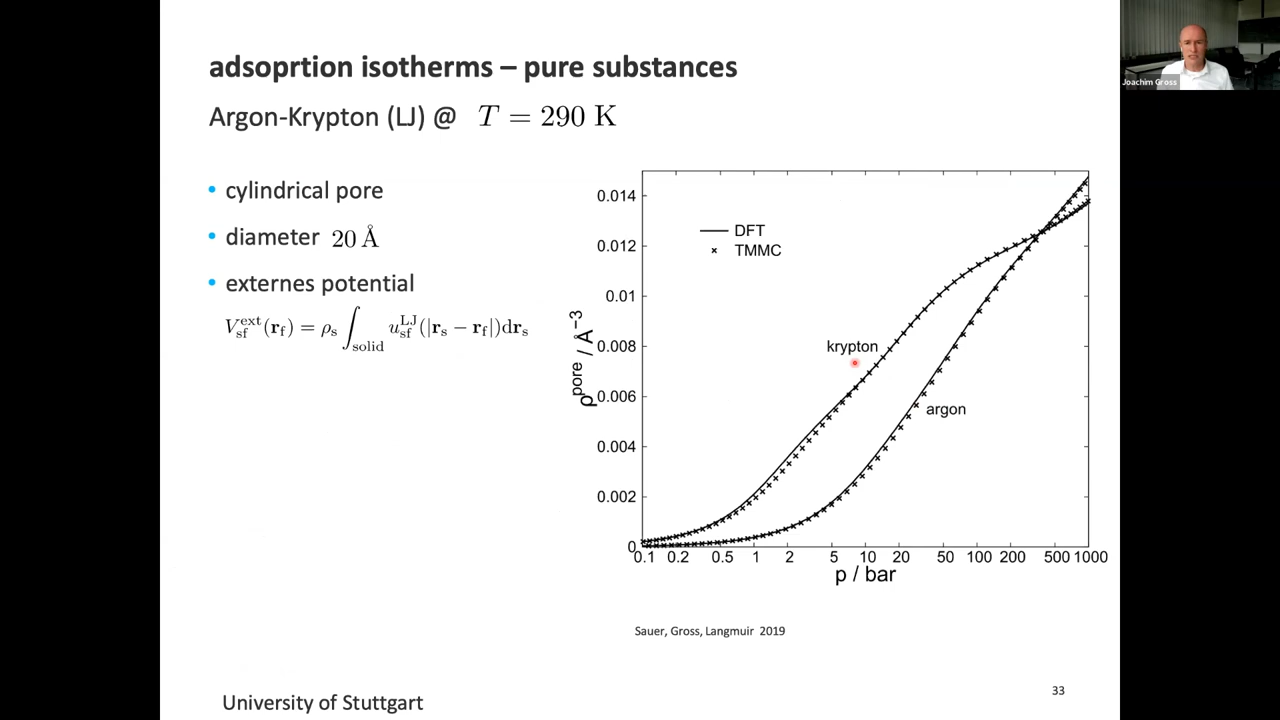 adsoprtion isotherms – pure substances
Argon-Krypton (LJ) @ T = 290 K
• cylindrical pore
• diameter 20 Å
• externes potential
V_sf^ext(r_f) = ρ_s ∫_solid u_sf^LJ(|r_s − r_f|)dr_s
0.014
0.012
0.01
0.008
0.006
0.004
0.002
0
ρ^pore / Å^−3
DFT
TMMC
krypton
argon
0.1 0.2 0.5 1 2 5 10 20 50 100 200 500 1000
p / bar
Sauer, Gross, Langmuir 2019
University of Stuttgart
33
Joachim Gross